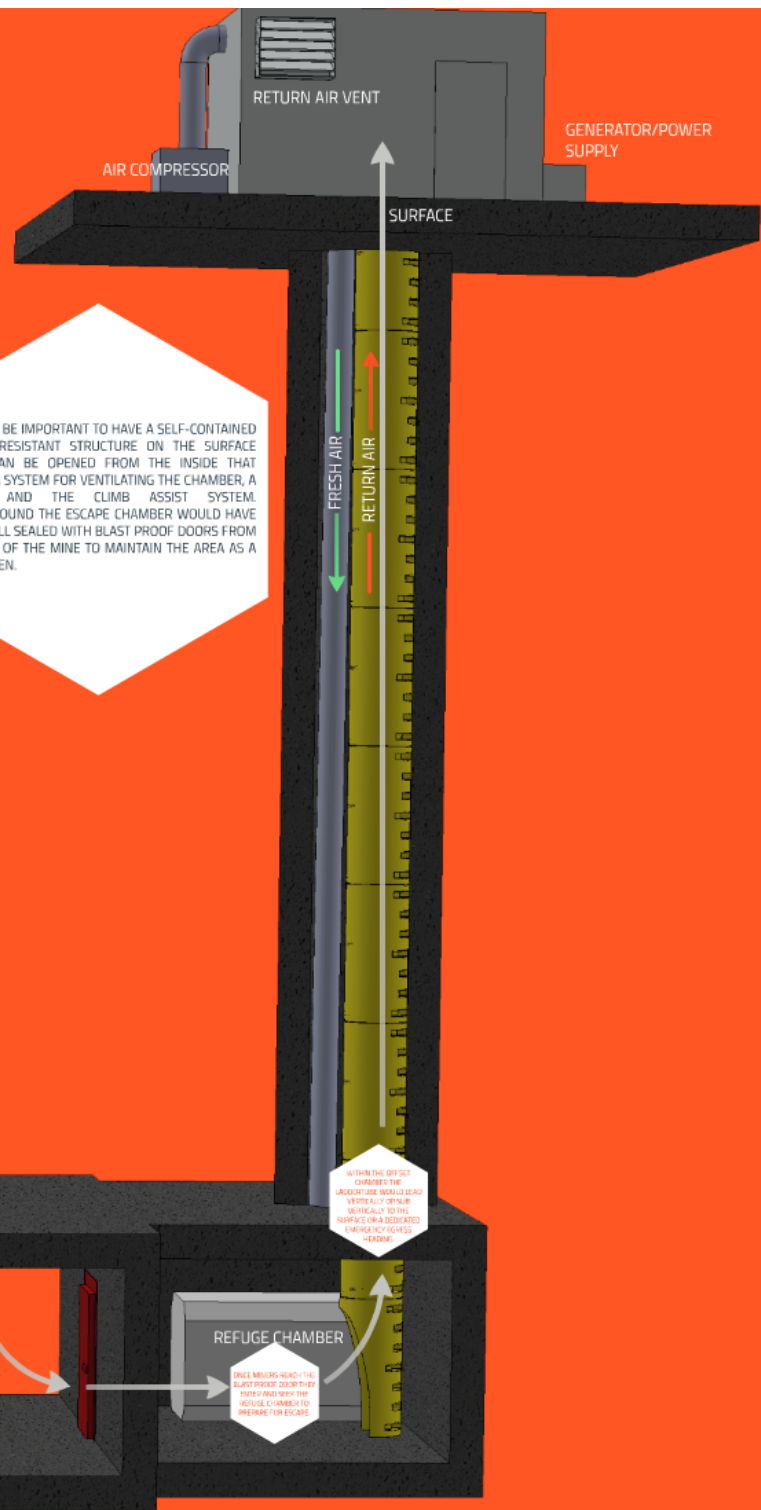 RETURN AIR VENT
GENERATOR/POWER
SUPPLY
AIR COMPRESSOR
SURFACE
BE IMPORTANT TO HAVE A SELF-CONTAINED
RESISTANT STRUCTURE ON THE SURFACE
AN BE OPENED FROM THE INSIDE THAT
SYSTEM FOR VENTILATING THE CHAMBER, A
AND THE CLIMB ASSIST SYSTEM.
OUND THE ESCAPE CHAMBER WOULD HAVE
LL SEALED WITH BLAST PROOF DOORS FROM
OF THE MINE TO MAINTAIN THE AREA AS A
EN.
FRESH AIR
RETURN AIR
WITHIN THE OFFSET
CHAMBER THE
LADDERTUBE WOULD LEAD
VERTICALLY OR SUB
VERTICALLY TO THE
SURFACE OR A DEDICATED
EMERGENCY EGRESS
HEADING
REFUGE CHAMBER
ONCE MINERS REACH THE
BLAST PROOF DOOR THEY
ENTER AND SEEK THE
REFUGE CHAMBER TO
PREPARE FOR ESCAPE